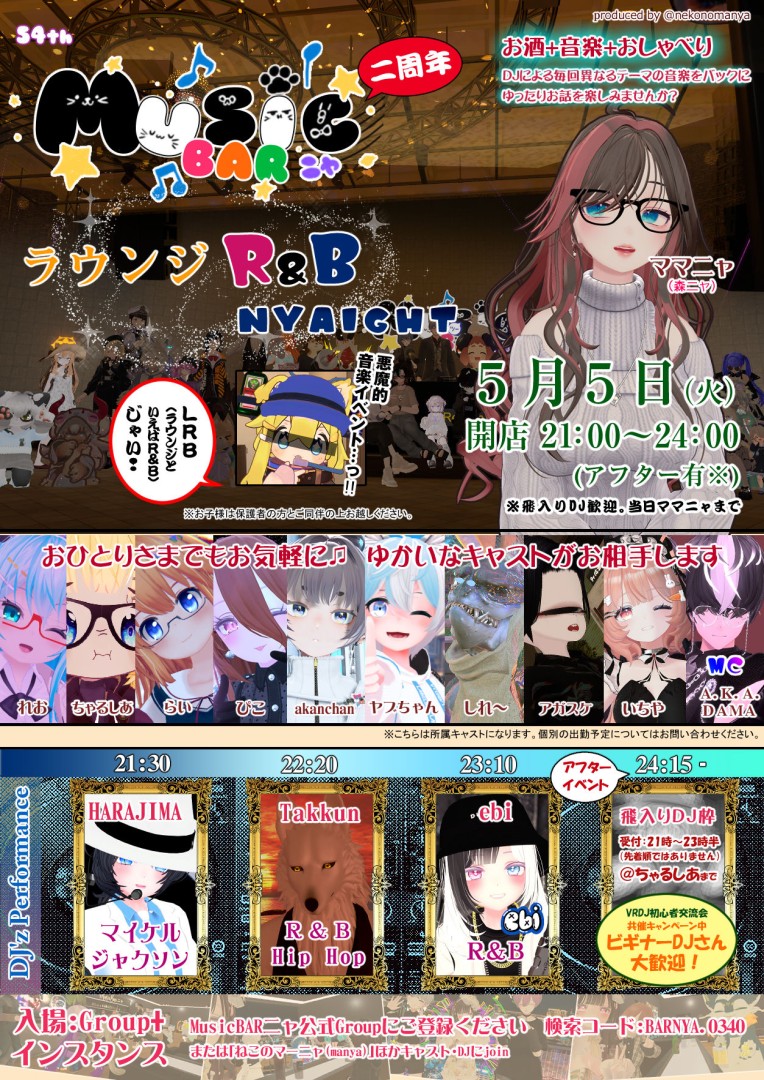 produced by @nekonomanya
54th
Music
BAR ニャ
二周年
お酒+音楽+おしゃべり
DJによる毎回異なるテーマの音楽をバックに
ゆったりお話を楽しみませんか?
ラウンジ R&B
NYAIGHT
ママニャ
(森ニャ)
悪魔的
音楽イベント…っ!!
LRB
(ラウンジと
いえばR&B)
じゃい!
5月5日(火)
開店 21:00~24:00
(アフター有※)
※飛入りDJ歓迎。当日ママニャまで
※お子様は保護者の方とご同伴の上お越しください。
おひとりさまでもお気軽に♫ ゆかいなキャストがお相手します
れお
ちゃるしあ
らい
ぴこ
akanchan
ヤブちゃん
しれ~
アガスケ
いちや
MC
A.K.A.
DAMA
※こちらは所属キャストになります。個別の出勤予定についてはお問い合わせください。
DJ'z Performance
21:30
22:20
23:10
アフター
イベント
24:15 -
HARAJIMA
マイケル
ジャクソン
Takkun
R&B
Hip Hop
ebi
ebi
R&B
飛入りDJ枠
受付:21時~23時半
(先着順ではありません)
@ちゃるしあまで
VRDJ初心者交流会
共催キャンペーン中
ビギナーDJさん
大歓迎!
入場:Group+
インスタンス
MusicBARニャ公式Groupにご登録ください 検索コード:BARNYA.0340
または「ねこのマーニャ(manya)」ほかキャスト・DJにjoin